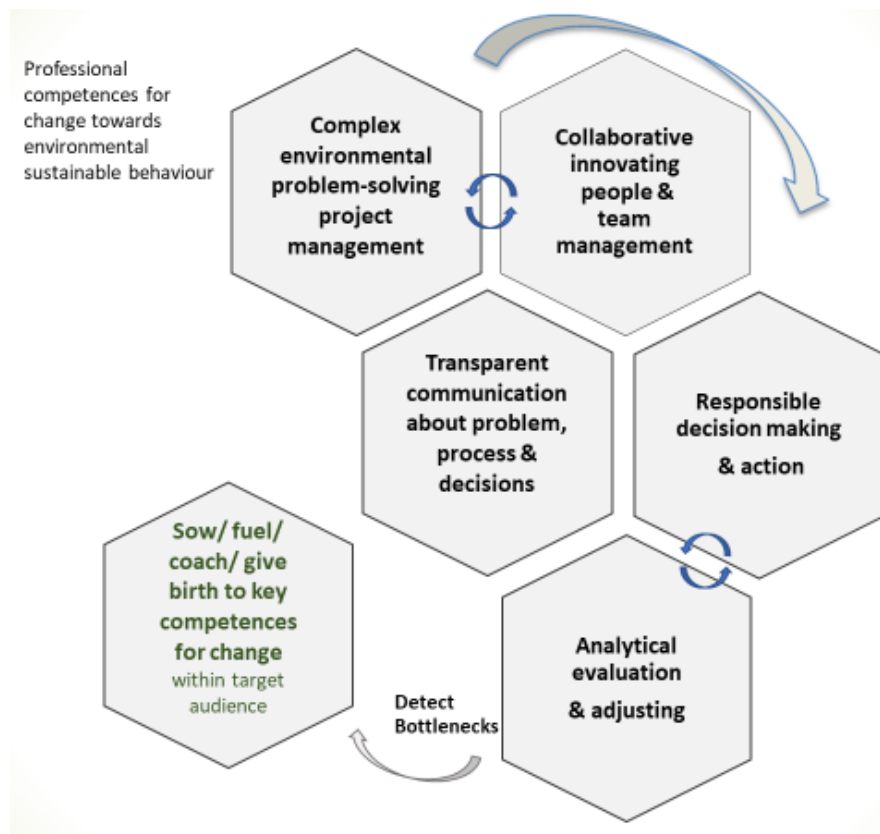 Professional
competences for
change towards
environmental
sustainable behaviour
Complex
environmental
problem-solving
project
management
Collaborative
innovating
people &
team
management
Transparent
communication
about problem,
process &
decisions
Responsible
decision making
& action
Sow/ fuel/
coach/ give
birth to key
competences
for change
within target
audience
Analytical
evaluation
& adjusting
Detect
Bottlenecks